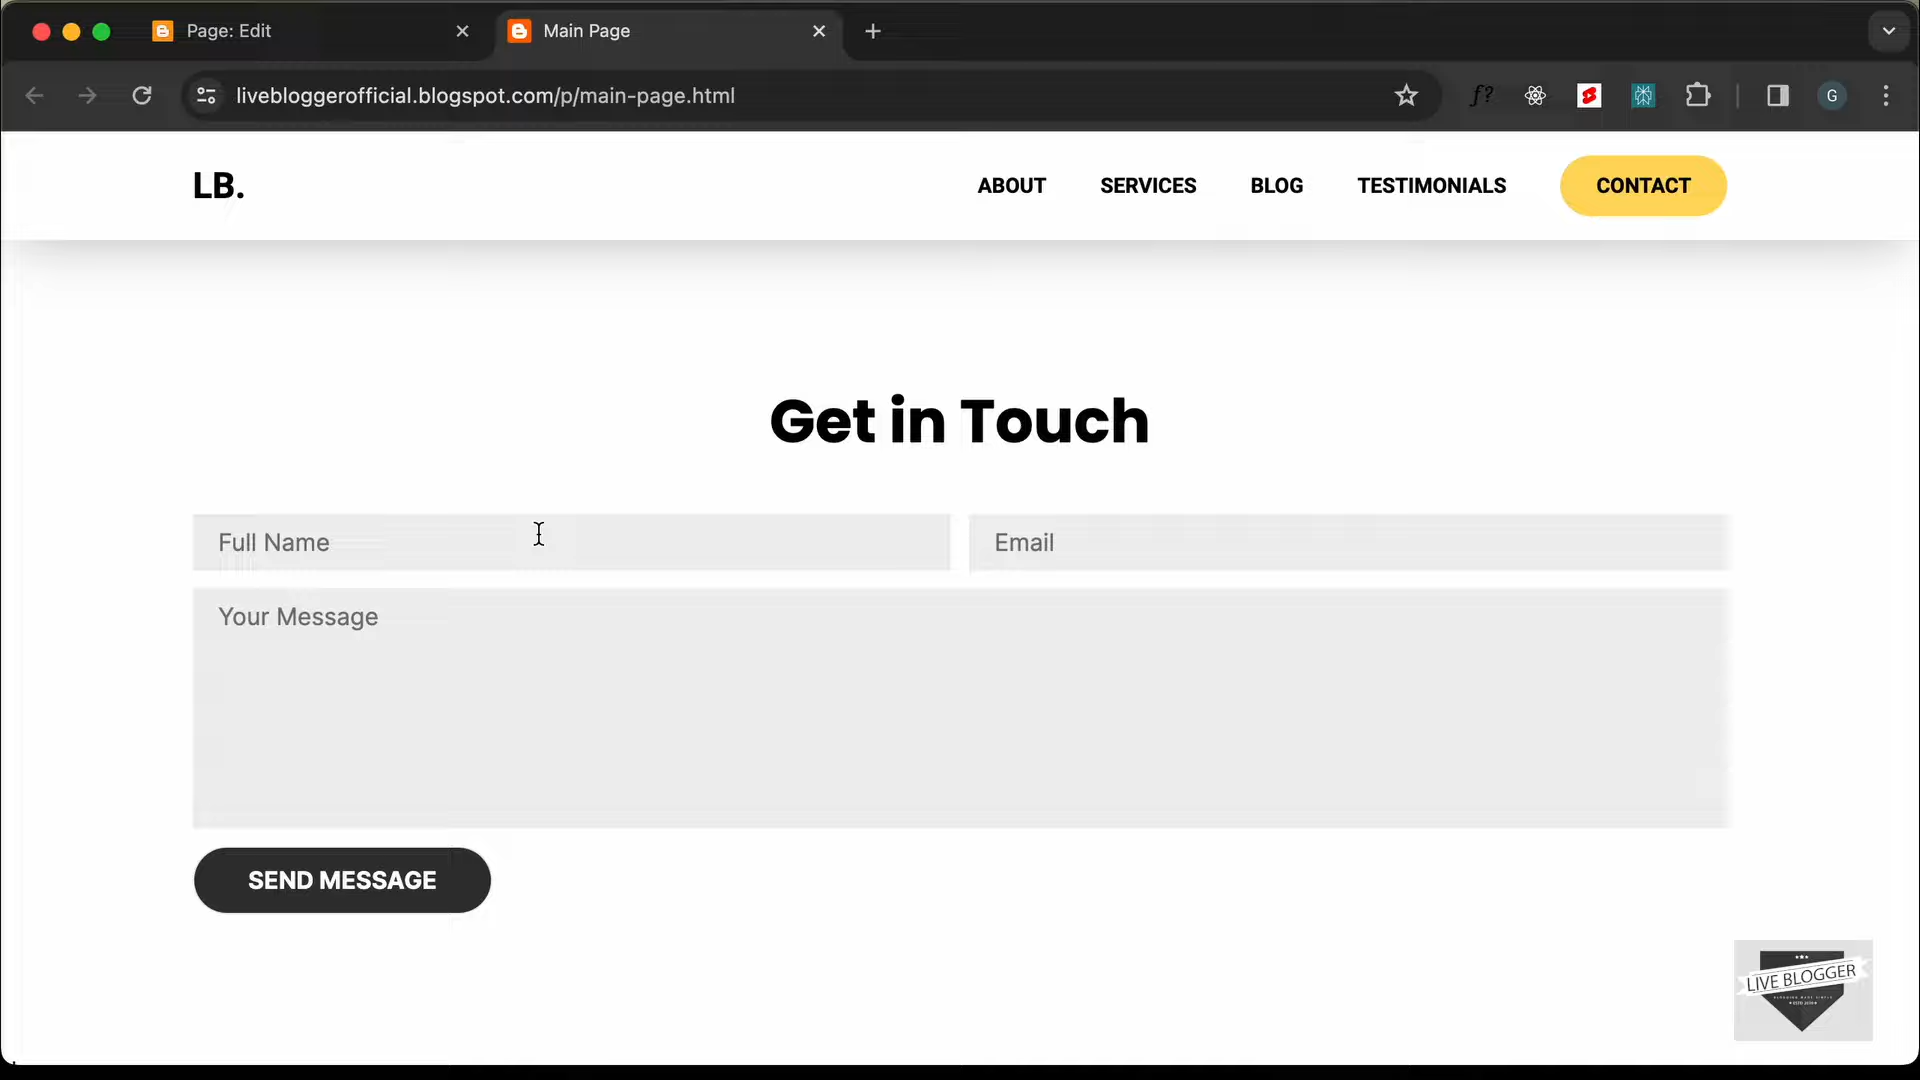 Page: Edit
Main Page
livebloggerofficial.blogspot.com/p/main-page.html
f?
G
LB.
ABOUT
SERVICES
BLOG
TESTIMONIALS
CONTACT
Get in Touch
Full Name
Email
Your Message
SEND MESSAGE
LIVE BLOGGER